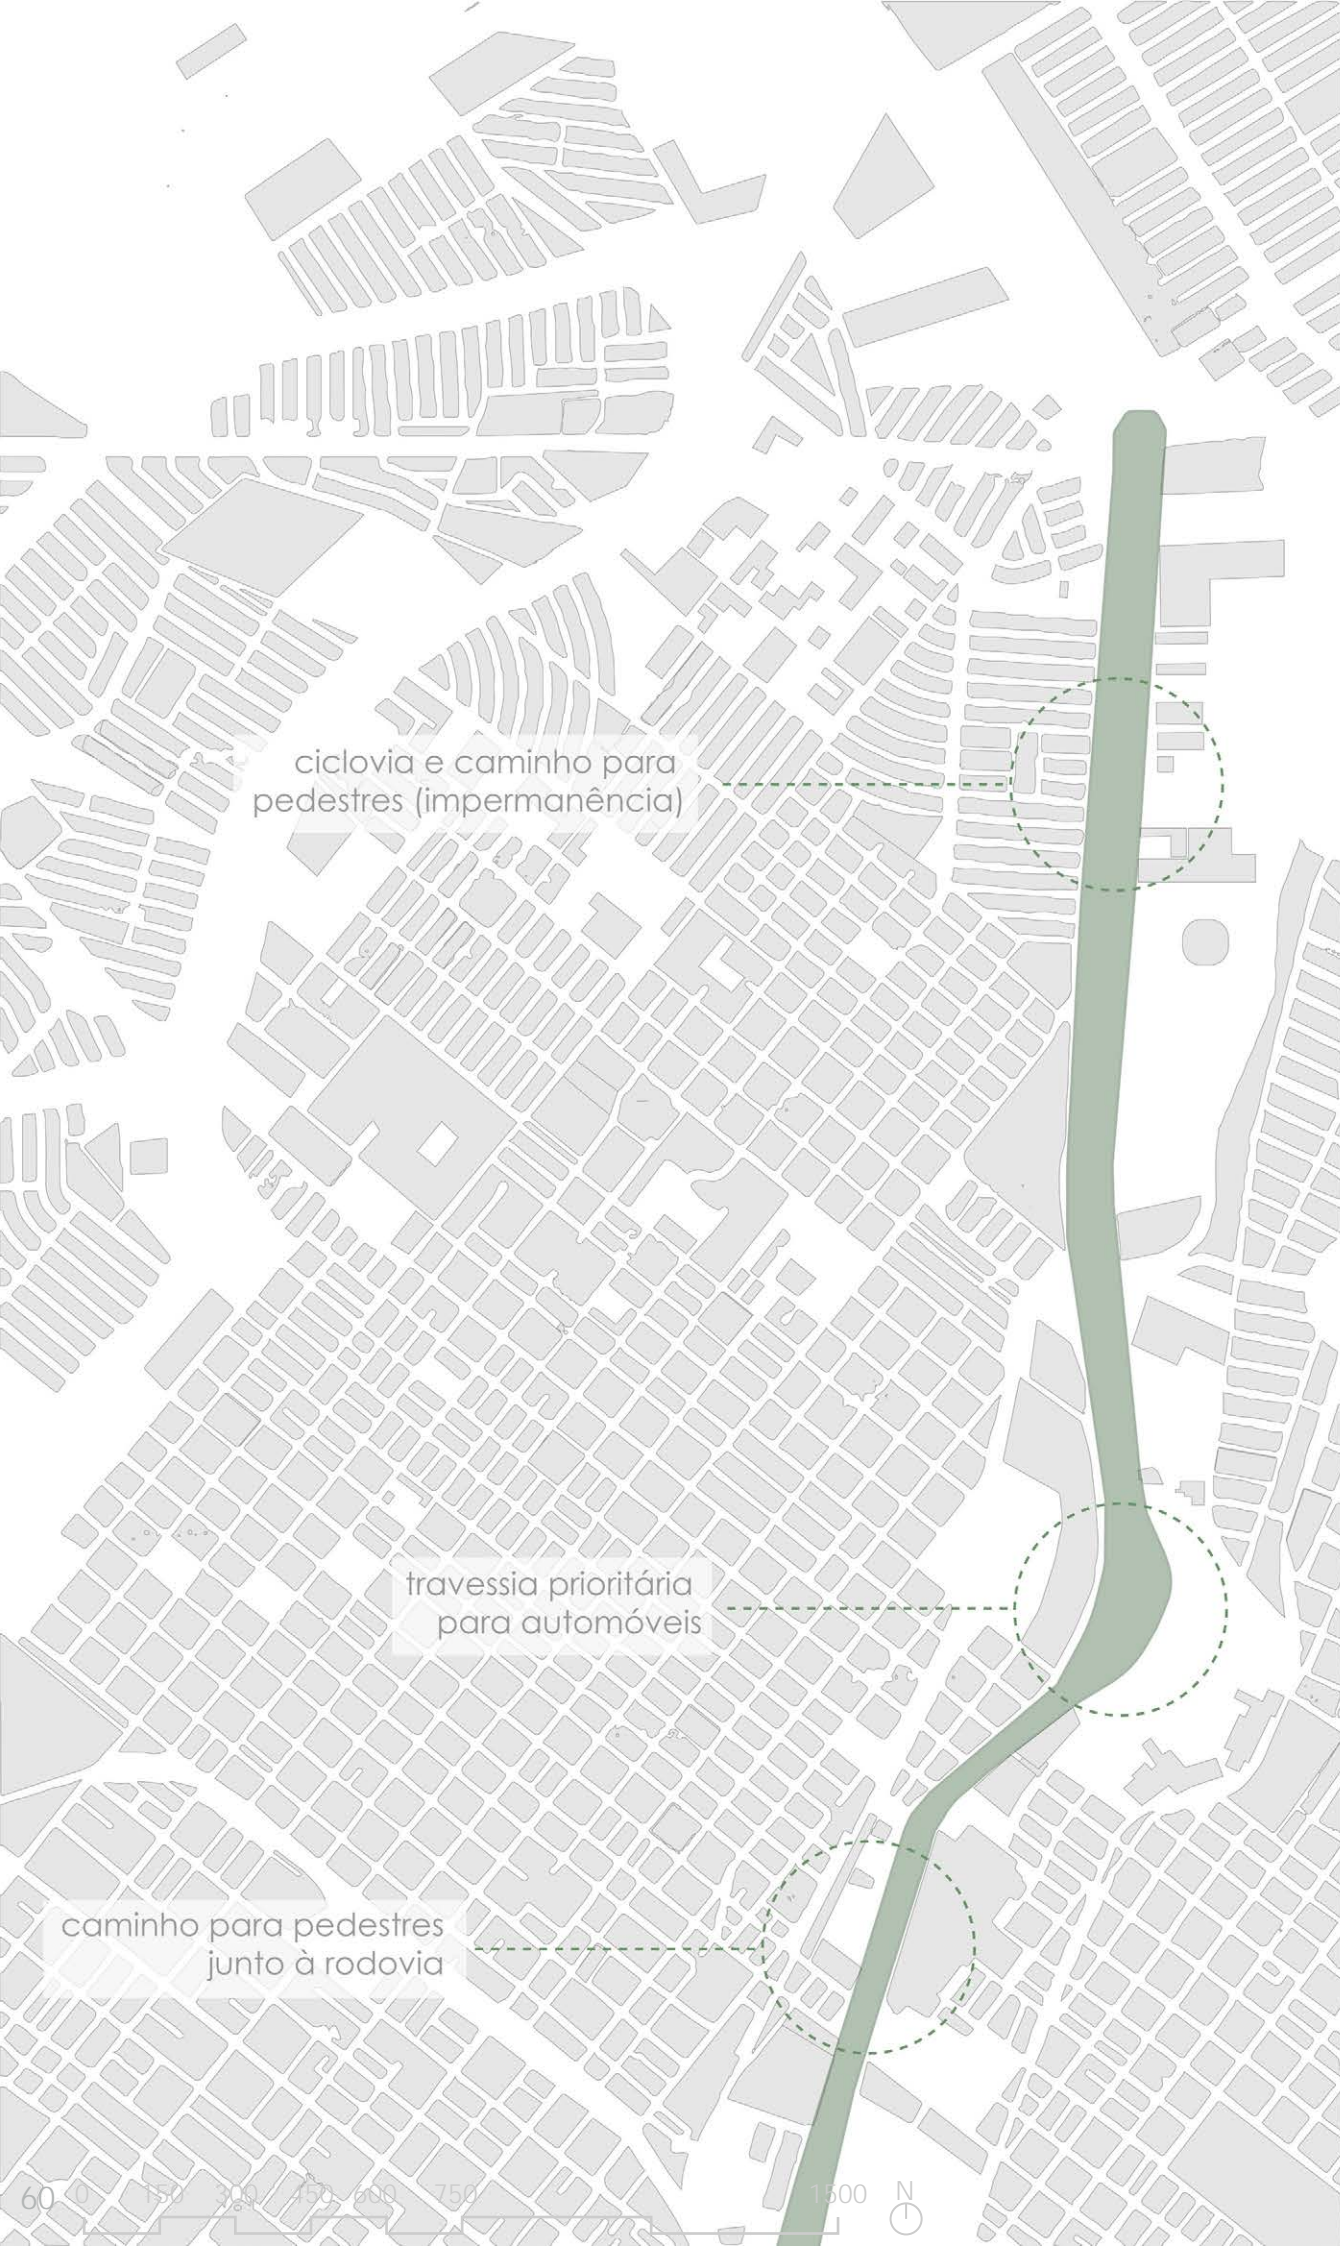 ciclovia e caminho para
pedestres (impermanência)
travessia prioritária
para automóveis
caminho para pedestres
junto à rodovia
60 0 150 300 450 600 750 1500 N